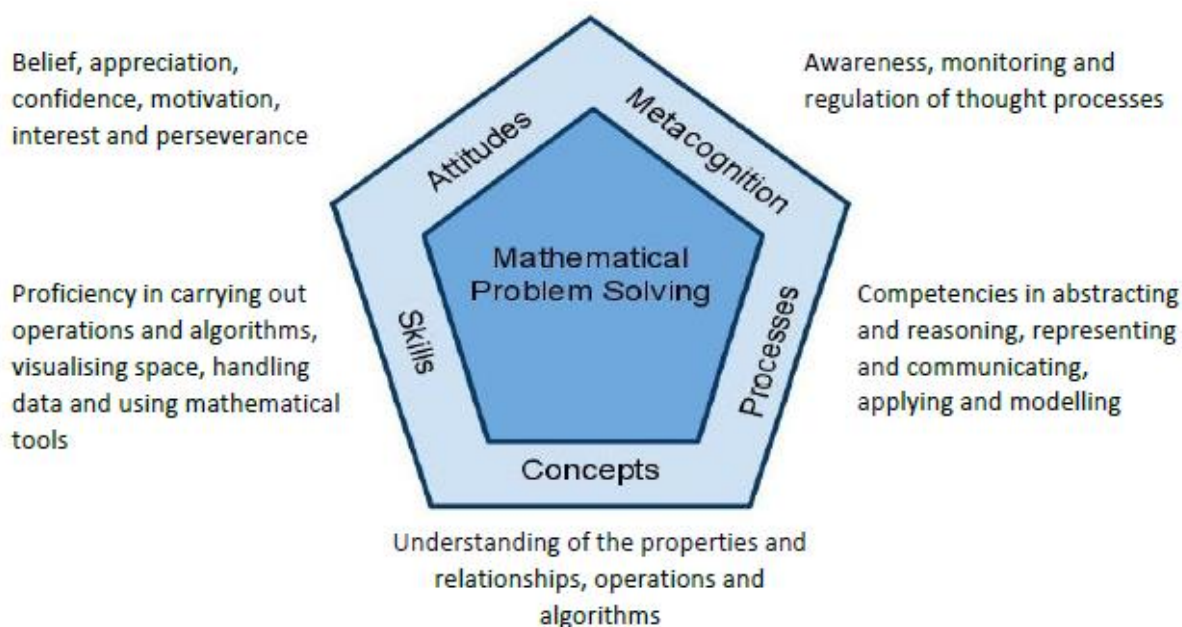 Belief, appreciation,
confidence, motivation,
interest and perseverance
Attitudes
Metacognition
Awareness, monitoring and
regulation of thought processes
Mathematical
Problem Solving
Proficiency in carrying out
operations and algorithms,
visualising space, handling
data and using mathematical
tools
Skills
Processes
Competencies in abstracting
and reasoning, representing
and communicating,
applying and modelling
Concepts
Understanding of the properties and
relationships, operations and
algorithms